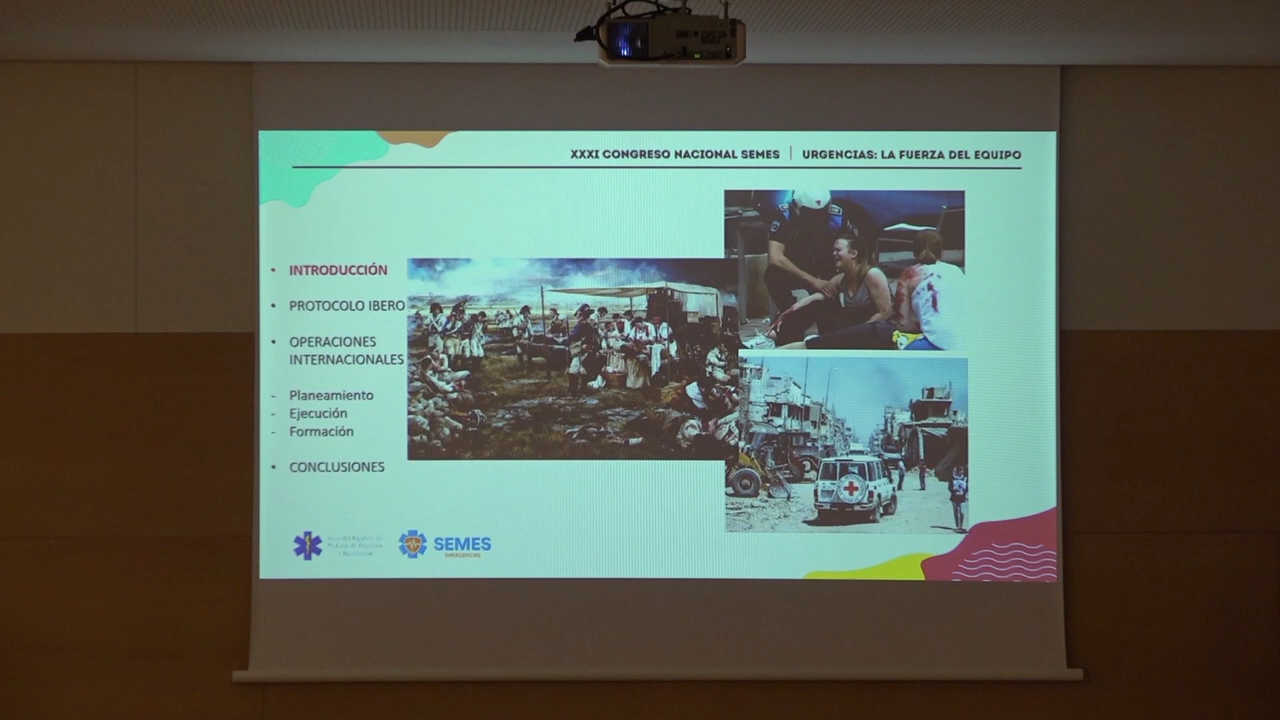 XXXI CONGRESO NACIONAL SEMES | URGENCIAS: LA FUERZA DEL EQUIPO
• INTRODUCCIÓN
• PROTOCOLO IBERO
• OPERACIONES
INTERNACIONALES
- Planeamiento
- Ejecución
- Formación
• CONCLUSIONES
SEMES